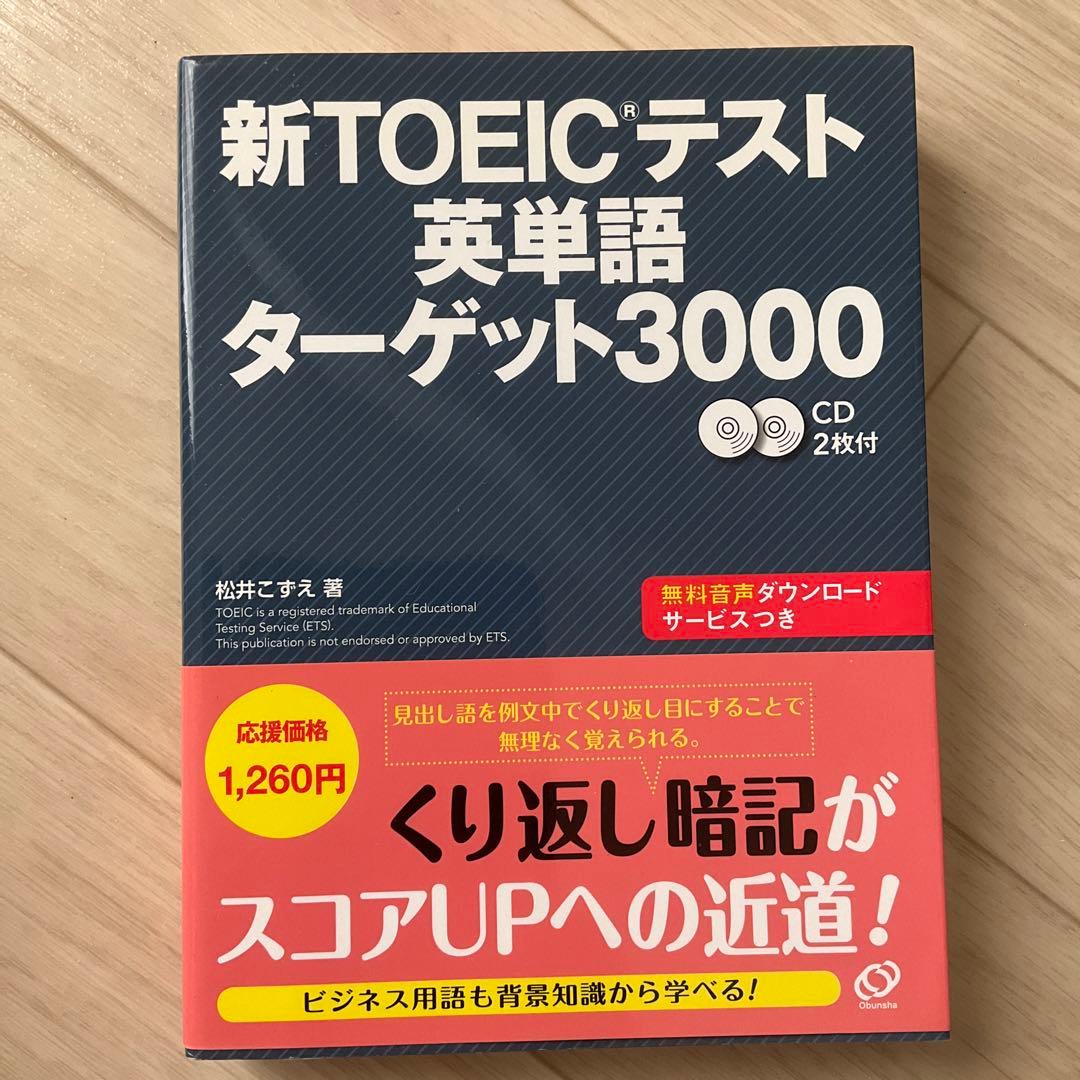 新TOEIC®テスト
英単語
ターゲット3000
CD
2枚付
松井こずえ 著
TOEIC is a registered trademark of Educational
Testing Service (ETS).
This publication is not endorsed or approved by ETS.
無料音声ダウンロード
サービスつき
応援価格
1,260円
見出し語を例文中でくり返し目にすることで
無理なく覚えられる。
くり返し暗記が
スコアUPへの近道!
ビジネス用語も背景知識から学べる!
Obunsha